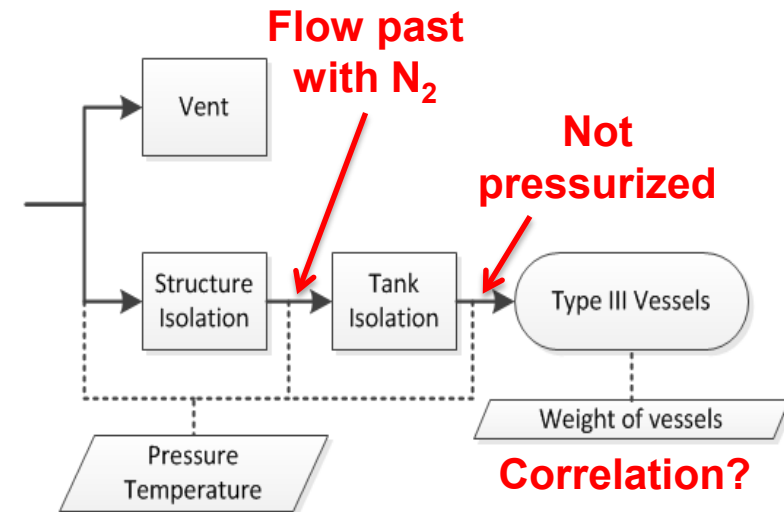 Flow past
with N₂
Vent
Not
pressurized
Structure
Isolation
Tank
Isolation
Type III Vessels
Weight of vessels
Pressure
Temperature
Correlation?